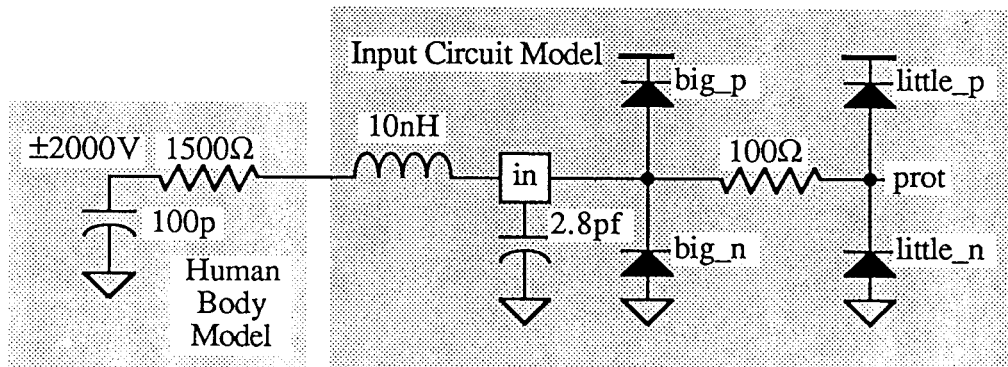 Input Circuit Model
big_p
little_p
±2000V
1500Ω
10nH
in
100Ω
prot
100p
2.8pf
big_n
little_n
Human
Body
Model